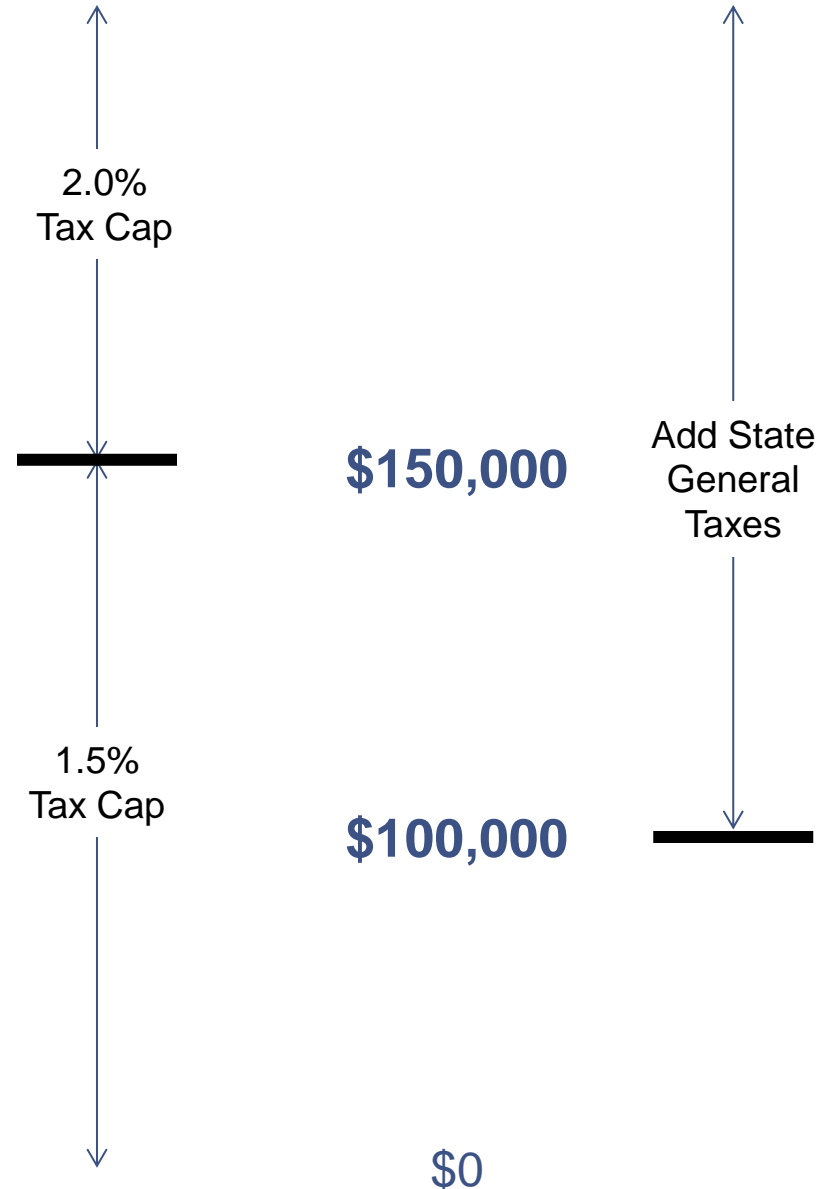 2.0%
Tax Cap
$150,000
Add State
General
Taxes
1.5%
Tax Cap
$100,000
$0